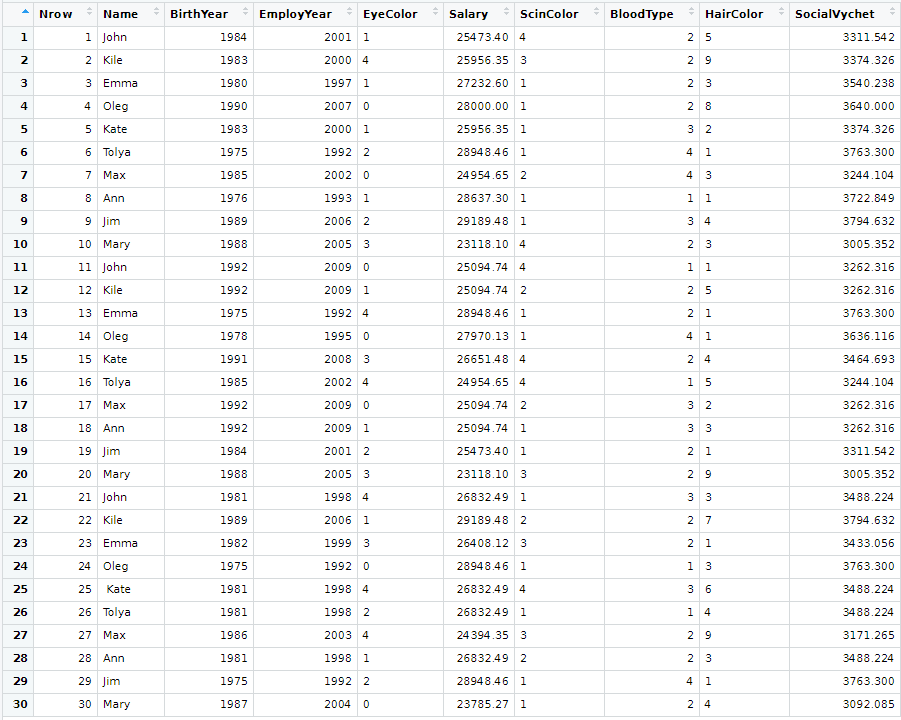 Nrow Name BirthYear EmployYear EyeColor Salary ScinColor BloodType HairColor SocialVychet
1 1 John 1984 2001 1 25473.40 4 2 5 3311.542
2 2 Kile 1983 2000 4 25956.35 3 2 9 3374.326
3 3 Emma 1980 1997 1 27232.60 1 2 3 3540.238
4 4 Oleg 1990 2007 0 28000.00 1 2 8 3640.000
5 5 Kate 1983 2000 1 25956.35 1 3 2 3374.326
6 6 Tolya 1975 1992 2 28948.46 1 4 1 3763.300
7 7 Max 1985 2002 0 24954.65 2 4 3 3244.104
8 8 Ann 1976 1993 1 28637.30 1 1 1 3722.849
9 9 Jim 1989 2006 2 29189.48 1 3 4 3794.632
10 10 Mary 1988 2005 3 23118.10 4 2 3 3005.352
11 11 John 1992 2009 0 25094.74 4 1 1 3262.316
12 12 Kile 1992 2009 1 25094.74 2 2 5 3262.316
13 13 Emma 1975 1992 4 28948.46 1 2 1 3763.300
14 14 Oleg 1978 1995 0 27970.13 1 4 1 3636.116
15 15 Kate 1991 2008 3 26651.48 4 2 4 3464.693
16 16 Tolya 1985 2002 4 24954.65 4 1 5 3244.104
17 17 Max 1992 2009 0 25094.74 2 3 2 3262.316
18 18 Ann 1992 2009 1 25094.74 1 3 3 3262.316
19 19 Jim 1984 2001 2 25473.40 1 2 1 3311.542
20 20 Mary 1988 2005 3 23118.10 3 2 9 3005.352
21 21 John 1981 1998 4 26832.49 1 3 3 3488.224
22 22 Kile 1989 2006 1 29189.48 2 2 7 3794.632
23 23 Emma 1982 1999 3 26408.12 3 2 1 3433.056
24 24 Oleg 1975 1992 0 28948.46 1 1 3 3763.300
25 25 Kate 1981 1998 4 26832.49 4 3 6 3488.224
26 26 Tolya 1981 1998 2 26832.49 1 1 4 3488.224
27 27 Max 1986 2003 4 24394.35 3 2 9 3171.265
28 28 Ann 1981 1998 1 26832.49 2 2 3 3488.224
29 29 Jim 1975 1992 2 28948.46 1 4 1 3763.300
30 30 Mary 1987 2004 0 23785.27 1 2 4 3092.085